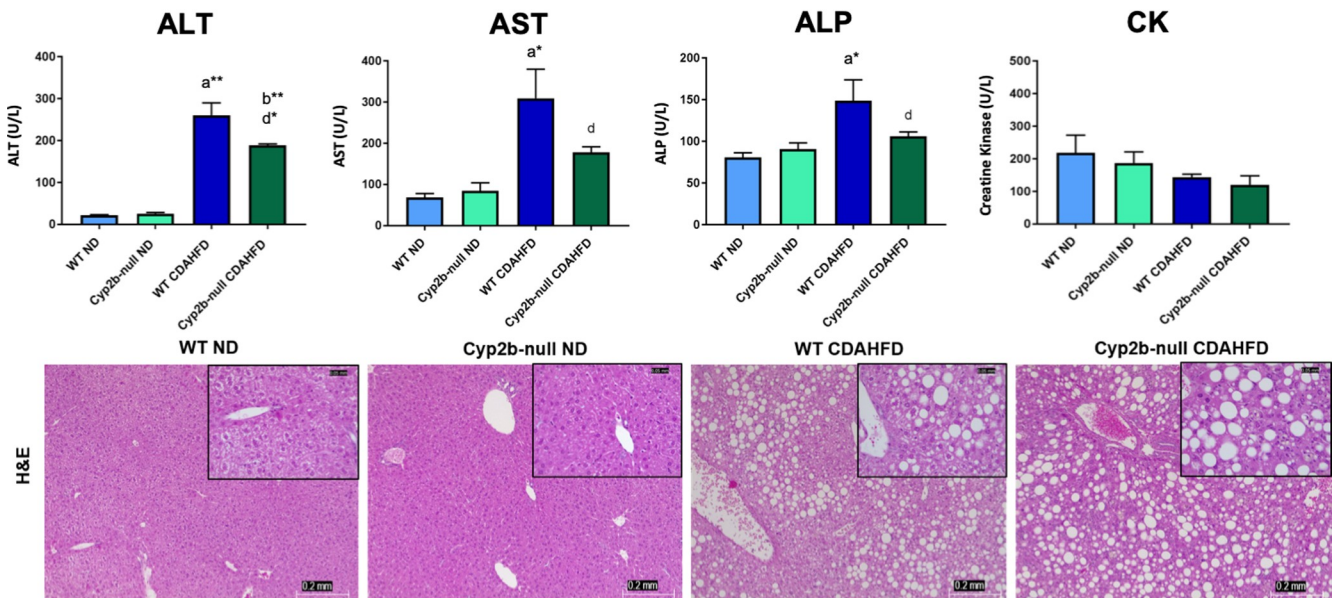 ALT
AST
ALP
CK
ALT (U/L)
400
300
200
100
0
a**
b**
d*
WT ND
Cyp2b-null ND
WT CDAHFD
Cyp2b-null CDAHFD
AST (U/L)
400
300
200
100
0
a*
d
WT ND
Cyp2b-null ND
WT CDAHFD
Cyp2b-null CDAHFD
ALP (U/L)
200
150
100
50
0
a*
d
WT ND
Cyp2b-null ND
WT CDAHFD
Cyp2b-null CDAHFD
Creatine Kinase (U/L)
500
400
300
200
100
0
WT ND
Cyp2b-null ND
WT CDAHFD
Cyp2b-null CDAHFD
WT ND
Cyp2b-null ND
WT CDAHFD
Cyp2b-null CDAHFD
H&E
0.2 mm
0.2 mm
0.2 mm
0.2 mm